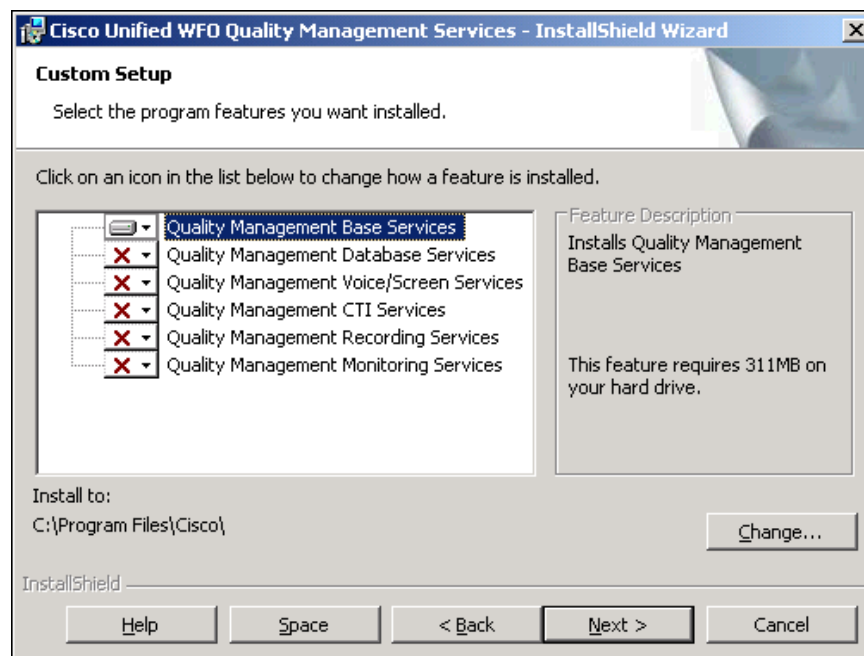 Cisco Unified WFO Quality Management Services - InstallShield Wizard
Custom Setup
Select the program features you want installed.
Click on an icon in the list below to change how a feature is installed.
Quality Management Base Services
Quality Management Database Services
Quality Management Voice/Screen Services
Quality Management CTI Services
Quality Management Recording Services
Quality Management Monitoring Services
Feature Description
Installs Quality Management
Base Services
This feature requires 311MB on
your hard drive.
Install to:
C:\Program Files\Cisco\
Change...
InstallShield
Help
Space
< Back
Next >
Cancel